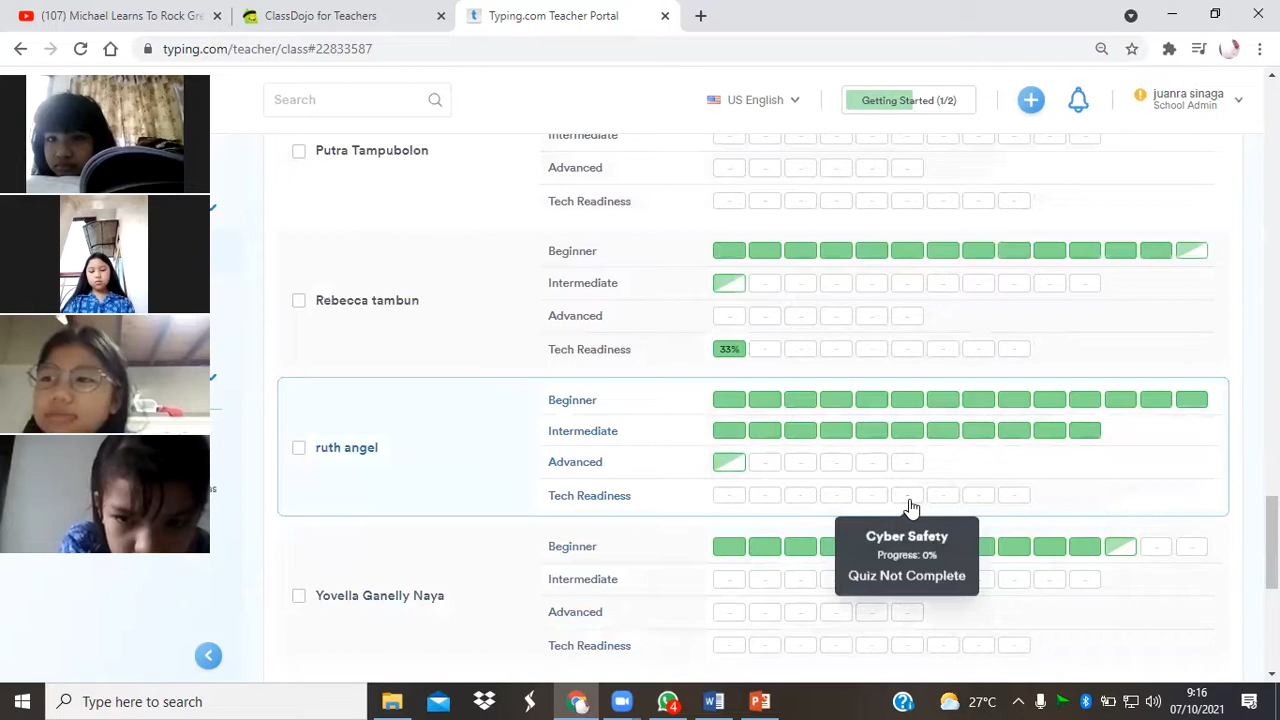 (107) Michael Learns To Rock Gre
ClassDojo for Teachers
Typing.com Teacher Portal
typing.com/teacher/class#22833587
Search
US English
Getting Started (1/2)
juanra sinaga
School Admin
Intermediate
Putra Tampubolon
Advanced
Tech Readiness
Beginner
Rebecca tambun
Intermediate
Advanced
Tech Readiness
33%
Beginner
Intermediate
ruth angel
Advanced
Tech Readiness
Cyber Safety
Progress: 0%
Quiz Not Complete
Beginner
Intermediate
Yovella Ganelly Naya
Advanced
Tech Readiness
as
Type here to search
4
27°C
9:16
07/10/2021